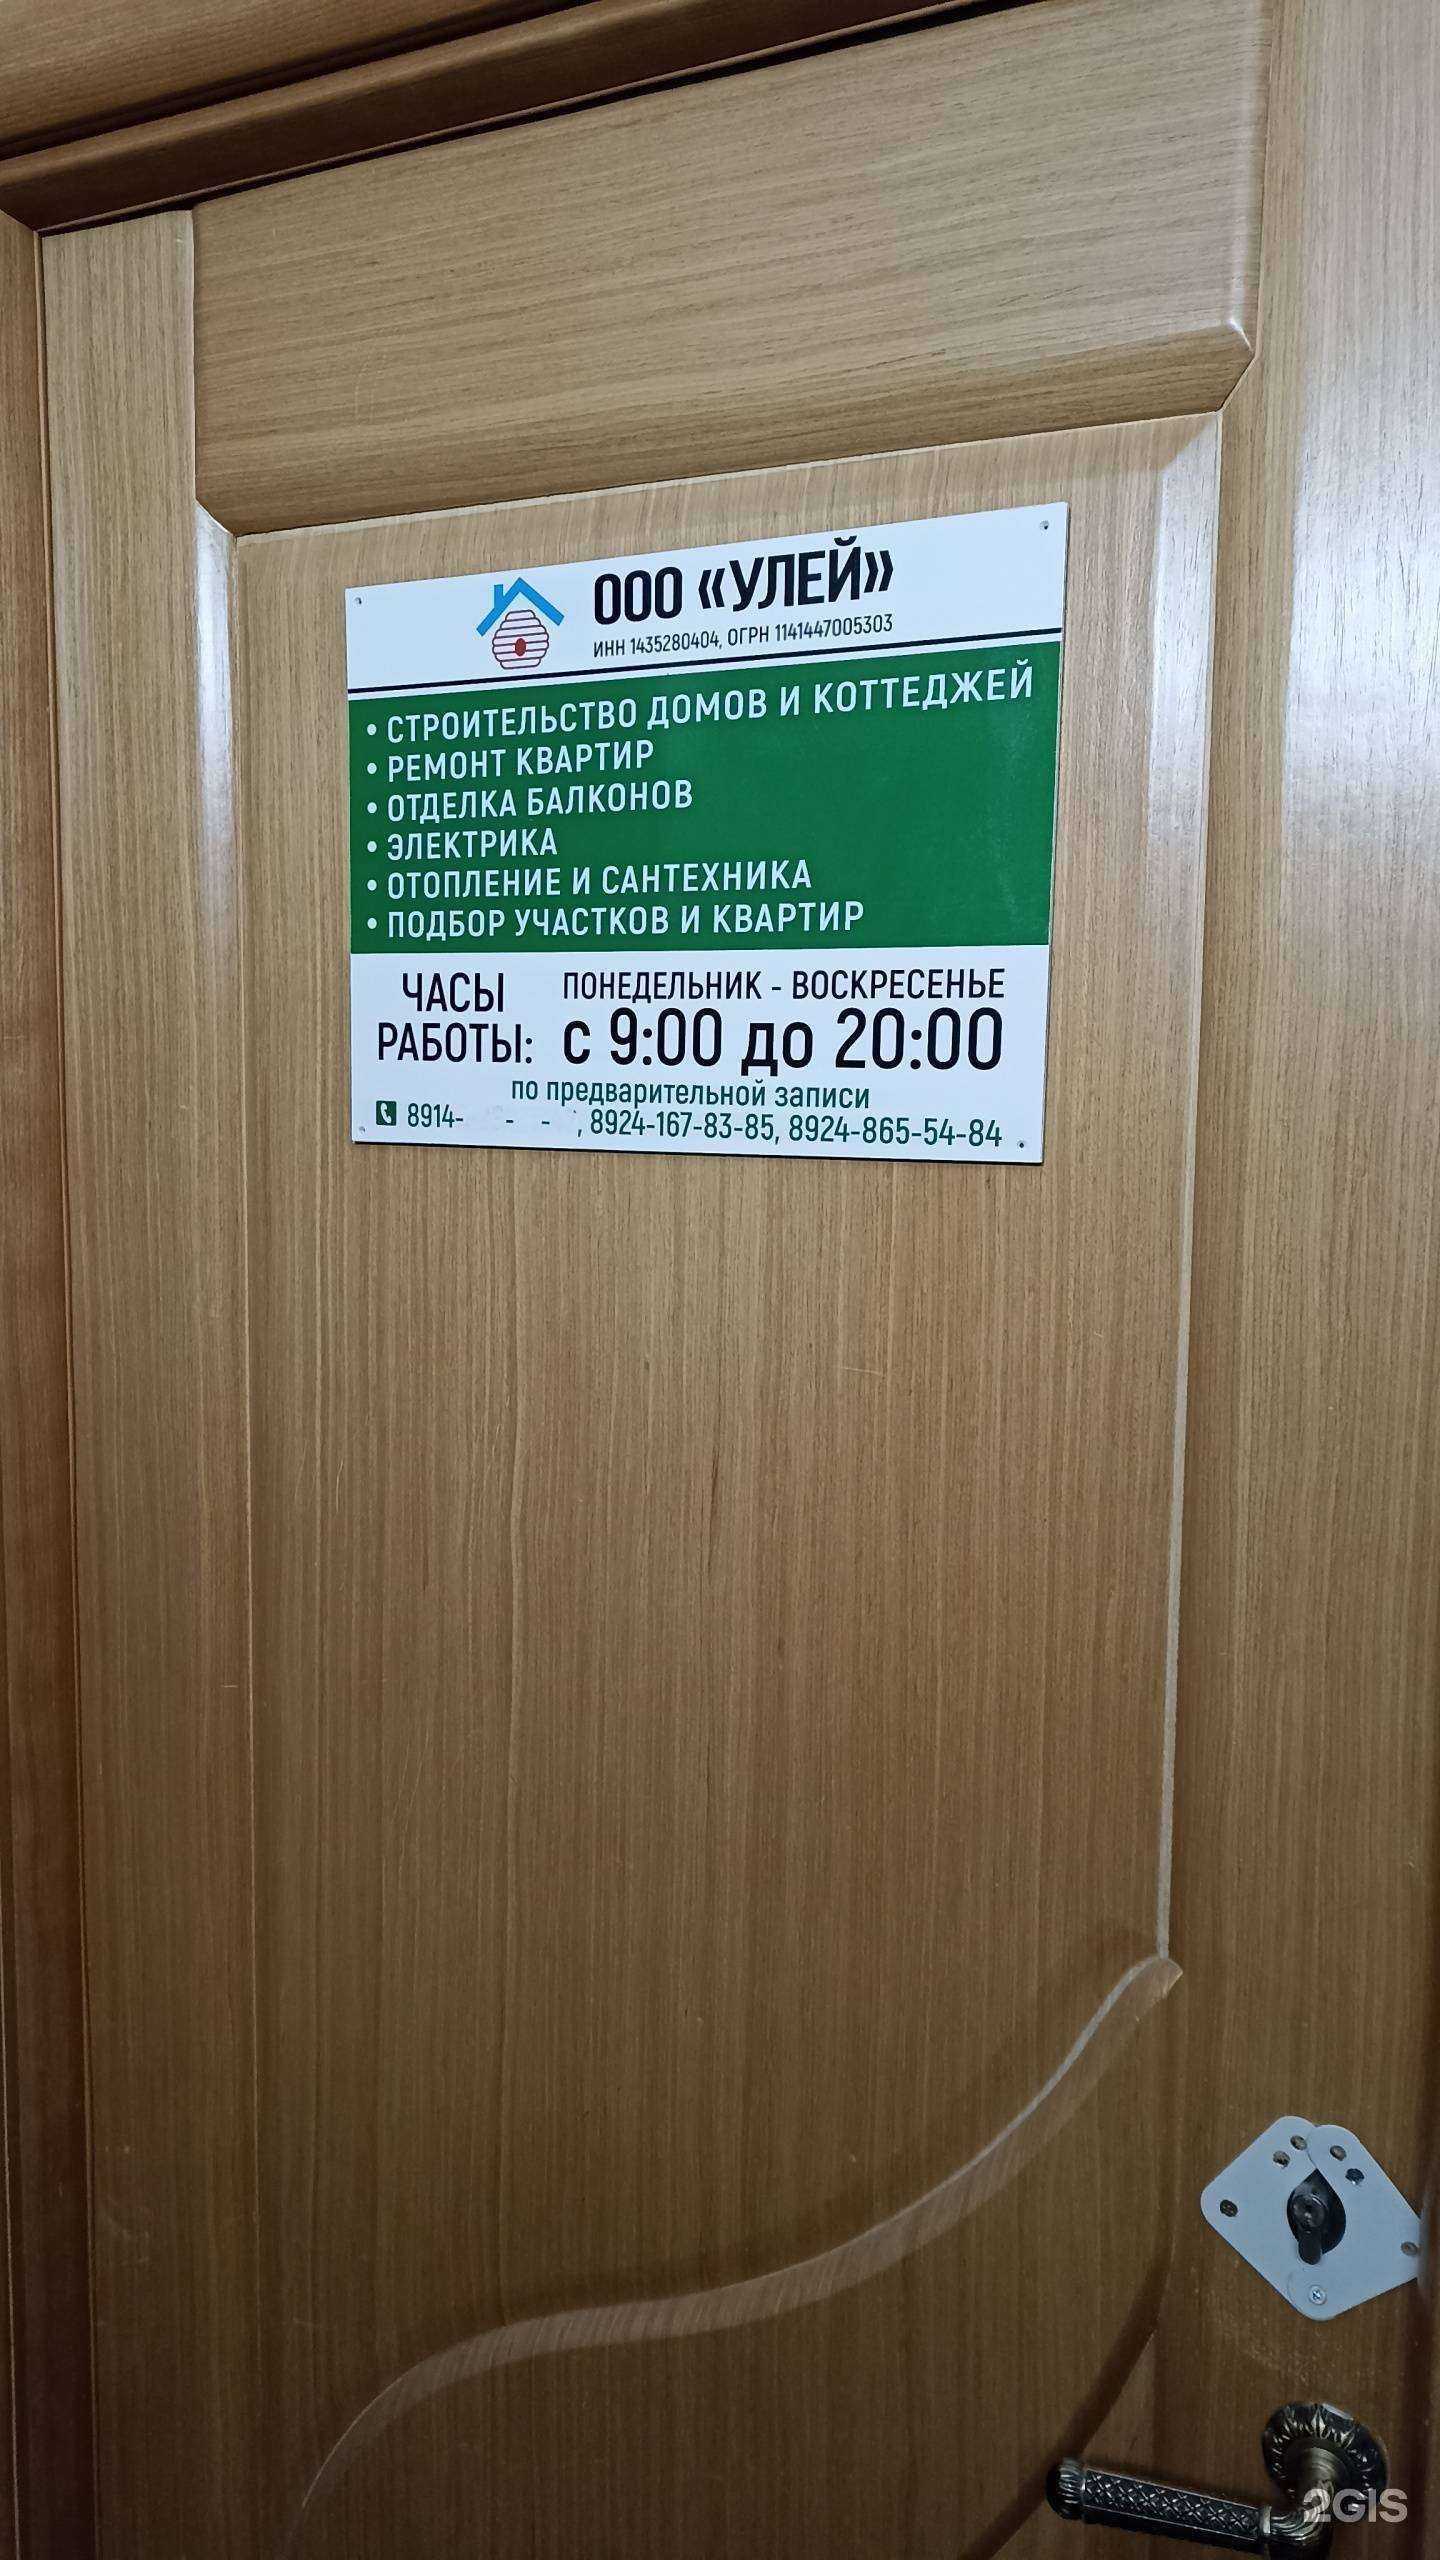 ООО «УЛЕЙ»
ИНН 1435280404, ОГРН 1141447005303
• СТРОИТЕЛЬСТВО ДОМОВ И КОТТЕДЖЕЙ
• РЕМОНТ КВАРТИР
• ОТДЕЛКА БАЛКОНОВ
• ЭЛЕКТРИКА
• ОТОПЛЕНИЕ И САНТЕХНИКА
• ПОДБОР УЧАСТКОВ И КВАРТИР
ЧАСЫ РАБОТЫ:
ПОНЕДЕЛЬНИК - ВОСКРЕСЕНЬЕ
с 9:00 до 20:00
по предварительной записи
8914- - - , 8924-167-83-85, 8924-865-54-84
2GIS